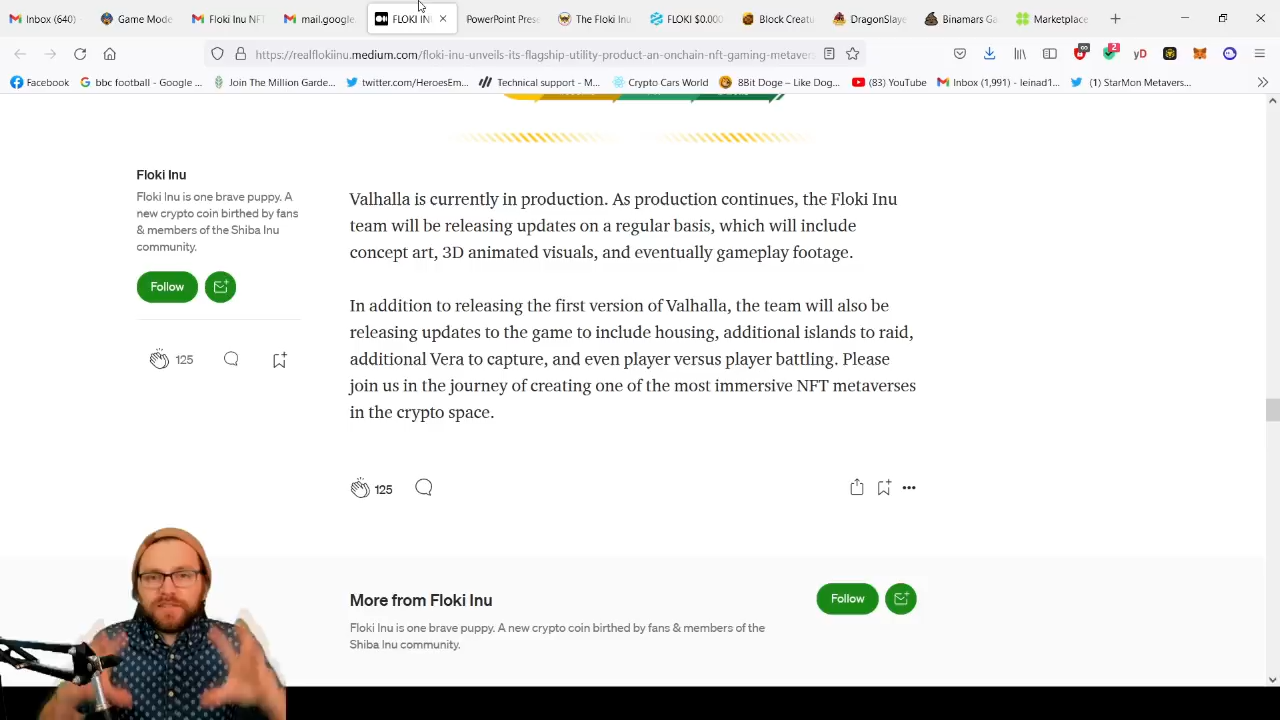 Inbox (640)
Game Mode
Floki Inu NFT
mail.google.
FLOKI IN
PowerPoint Prese
The Floki Inu
FLOKI $0.000
Block Creatu
DragonSlaye
Binamars Ga
Marketplace
https://realflokiinu.medium.com/floki-inu-unveils-its-flagship-utility-product-an-onchain-nft-gaming-metavers
2
yD
Facebook
bbc football - Google ...
Join The Million Garde...
twitter.com/HeroesEm...
Technical support - M...
Crypto Cars World
8Bit Doge – Like Dog...
(83) YouTube
Inbox (1,991) - leinad1...
(1) StarMon Metavers...
Floki Inu
Floki Inu is one brave puppy. A
new crypto coin birthed by fans
& members of the Shiba Inu
community.
Follow
125
Valhalla is currently in production. As production continues, the Floki Inu
team will be releasing updates on a regular basis, which will include
concept art, 3D animated visuals, and eventually gameplay footage.
In addition to releasing the first version of Valhalla, the team will also be
releasing updates to the game to include housing, additional islands to raid,
additional Vera to capture, and even player versus player battling. Please
join us in the journey of creating one of the most immersive NFT metaverses
in the crypto space.
125
More from Floki Inu
Follow
Floki Inu is one brave puppy. A new crypto coin birthed by fans & members of the
Shiba Inu community.